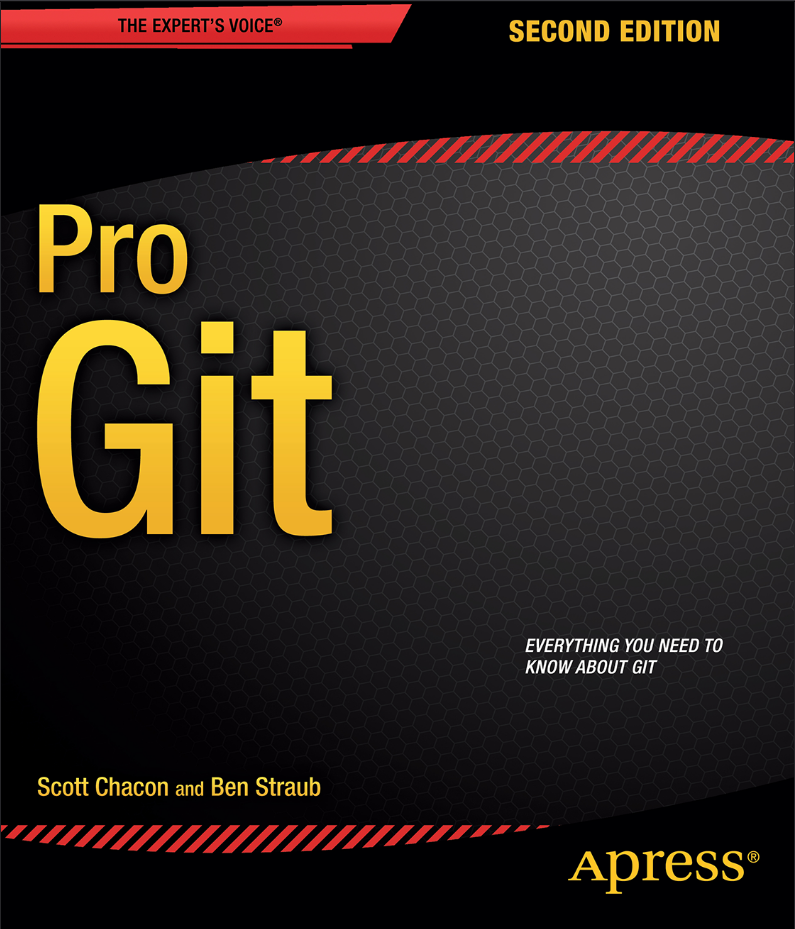 THE EXPERT'S VOICE®
SECOND EDITION
Pro
Git
EVERYTHING YOU NEED TO
KNOW ABOUT GIT
Scott Chacon and Ben Straub
Apress®